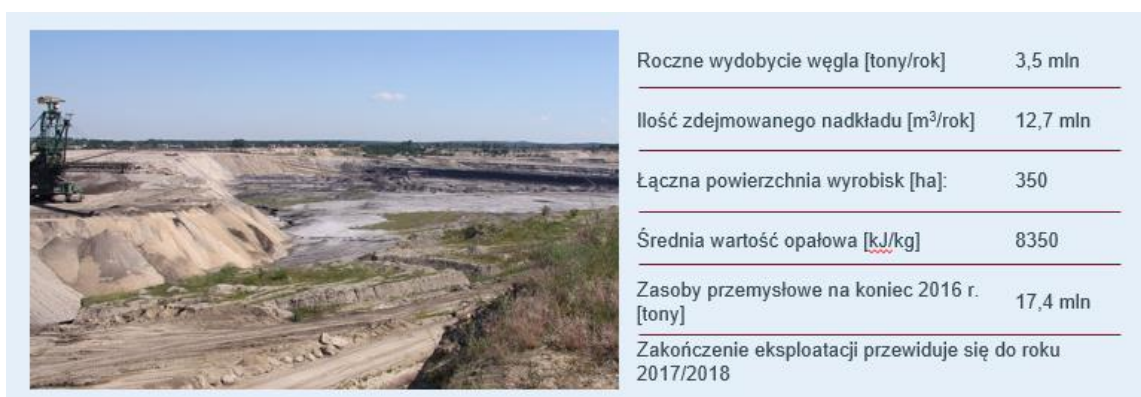 Roczne wydobycie węgla [tony/rok] 3,5 mln
Ilość zdejmowanego nadkładu [m³/rok] 12,7 mln
Łączna powierzchnia wyrobisk [ha]: 350
Średnia wartość opałowa [kJ/kg] 8350
Zasoby przemysłowe na koniec 2016 r.
[tony] 17,4 mln
Zakończenie eksploatacji przewiduje się do roku
2017/2018